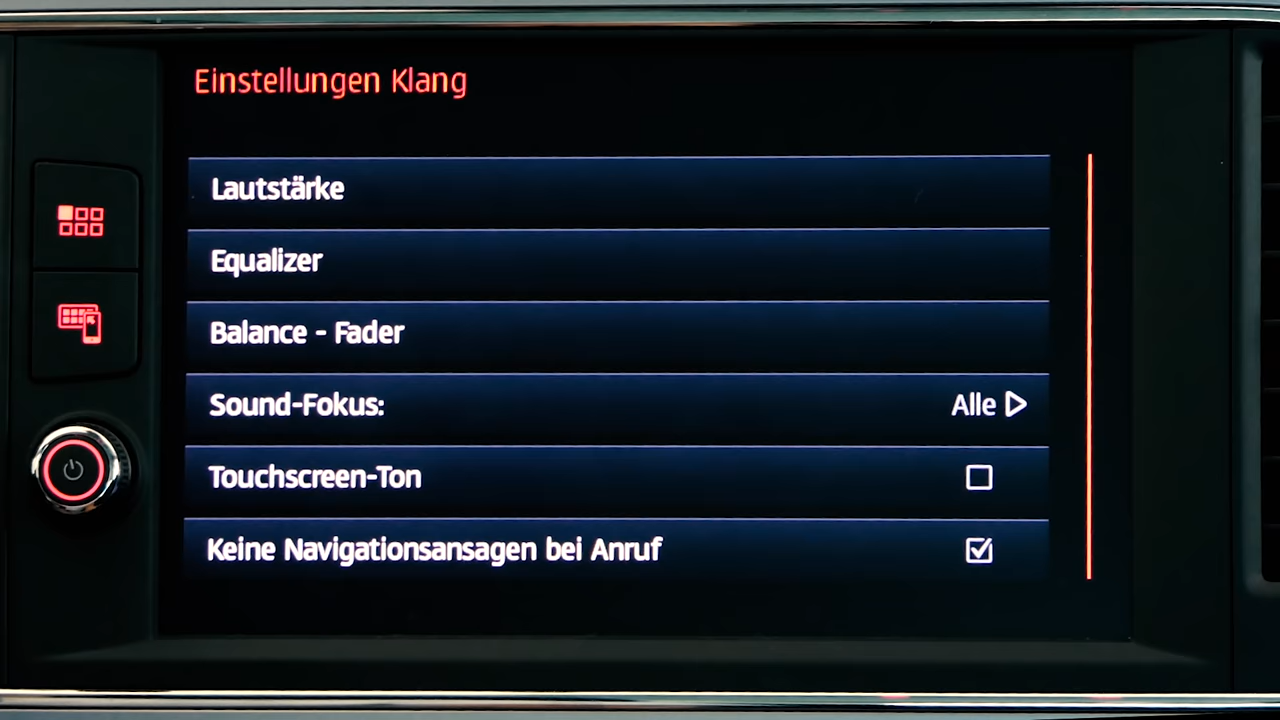 Einstellungen Klang
Lautstärke
Equalizer
Balance - Fader
Sound-Fokus: Alle
Touchscreen-Ton
Keine Navigationsansagen bei Anruf